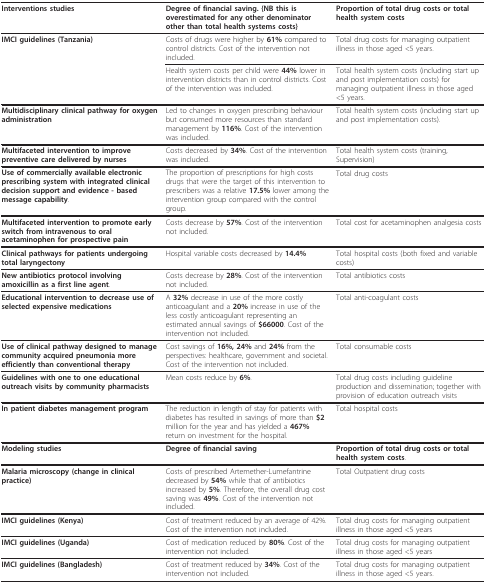 Interventions studies
Degree of financial saving. (NB this is
overestimated for any other denominator
other than total health systems costs)
Proportion of total drug costs or total
health system costs
IMCI guidelines (Tanzania)
Costs of drugs were higher by 61% compared to
control districts. Cost of the intervention not
included.
Total drug costs for managing outpatient
illness in those aged <5 years.
Health system costs per child were 44% lower in
intervention districts than in control districts. Cost
of the intervention was included.
Total health system costs (including start up
and post implementation costs) for
managing outpatient illness in those aged
<5 years.
Multidisciplinary clinical pathway for oxygen
administration
Led to changes in oxygen prescribing behaviour
but consumed more resources than standard
management by 116%. Cost of the intervention
was included.
Total health system costs (including start up
and post implementation costs).
Multifaceted intervention to improve
preventive care delivered by nurses
Costs decreased by 34%. Cost of the intervention
was included.
Total health system costs (training,
Supervision)
Use of commercially available electronic
prescribing system with integrated clinical
decision support and evidence - based
message capability.
The proportion of prescriptions for high costs
drugs that were the target of this intervention to
prescribers was a relative 17.5% lower among the
intervention group compared with the control
group.
Total drug costs
Multifaceted intervention to promote early
switch from intravenous to oral
acetaminophen for prospective pain
Costs decrease by 57%. Cost of the intervention
not included.
Total cost for acetaminophen analgesia costs
Clinical pathways for patients undergoing
total laryngectony
Hospital variable costs decreased by 14.4%
Total hospital costs (both fixed and variable
costs)
New antibiotics protocol involving
amoxicillin as a first line agent.
Costs decrease by 28%. Cost of the intervention
not included.
Total antibiotics costs
Educational intervention to decrease use of
selected expensive medications
A 32% decrease in use of the more costly
anticoagulant and a 20% increase in use of the
less costly anticoagulant representing an
estimated annual savings of $66000. Cost of the
intervention not included.
Total anti-coagulant costs
Use of clinical pathway designed to manage
community acquired pneumonia more
efficiently than conventional therapy
Cost savings of 16%, 24% and 24% from the
perspectives: healthcare, government and societal.
Cost of the intervention not included.
Total consumable costs
Guidelines with one to one educational
outreach visits by community pharmacists
Mean costs reduce by 6%
Total drug costs including guideline
production and dissemination, together with
provision of education outreach visits
In patient diabetes management program
The reduction in length of stay for patients with
diabetes has resulted in savings of more than $2
million for the year and has yielded a 467%
return on investment for the hospital.
Total hospital costs
Modeling studies
Degree of financial saving
Proportion of total drug costs or total
health system costs.
Malaria microscopy (change in clinical
practice)
Costs of prescribed Artemether-Lumefantrine
decreased by 54% while that of antibiotics
increased by 5%. Therefore, the overall drug cost
saving was 49%. Cost of the intervention not
included.
Total Outpatient drug costs
IMCI guidelines (Kenya)
Cost of treatment reduced by an average of 42%.
Cost of the intervention not included.
Total drug costs for managing outpatient
illness in those aged <5 years
IMCI guidelines (Uganda)
Cost of medication reduced by 80%. Cost of the
intervention not included.
Total drug costs for managing outpatient
illness in those aged <5 years
IMCI guidelines (Bangladesh)
Cost of treatment reduced by 34%. Cost of the
intervention not included.
Total drug costs for managing outpatient
illness in those aged <5 years.